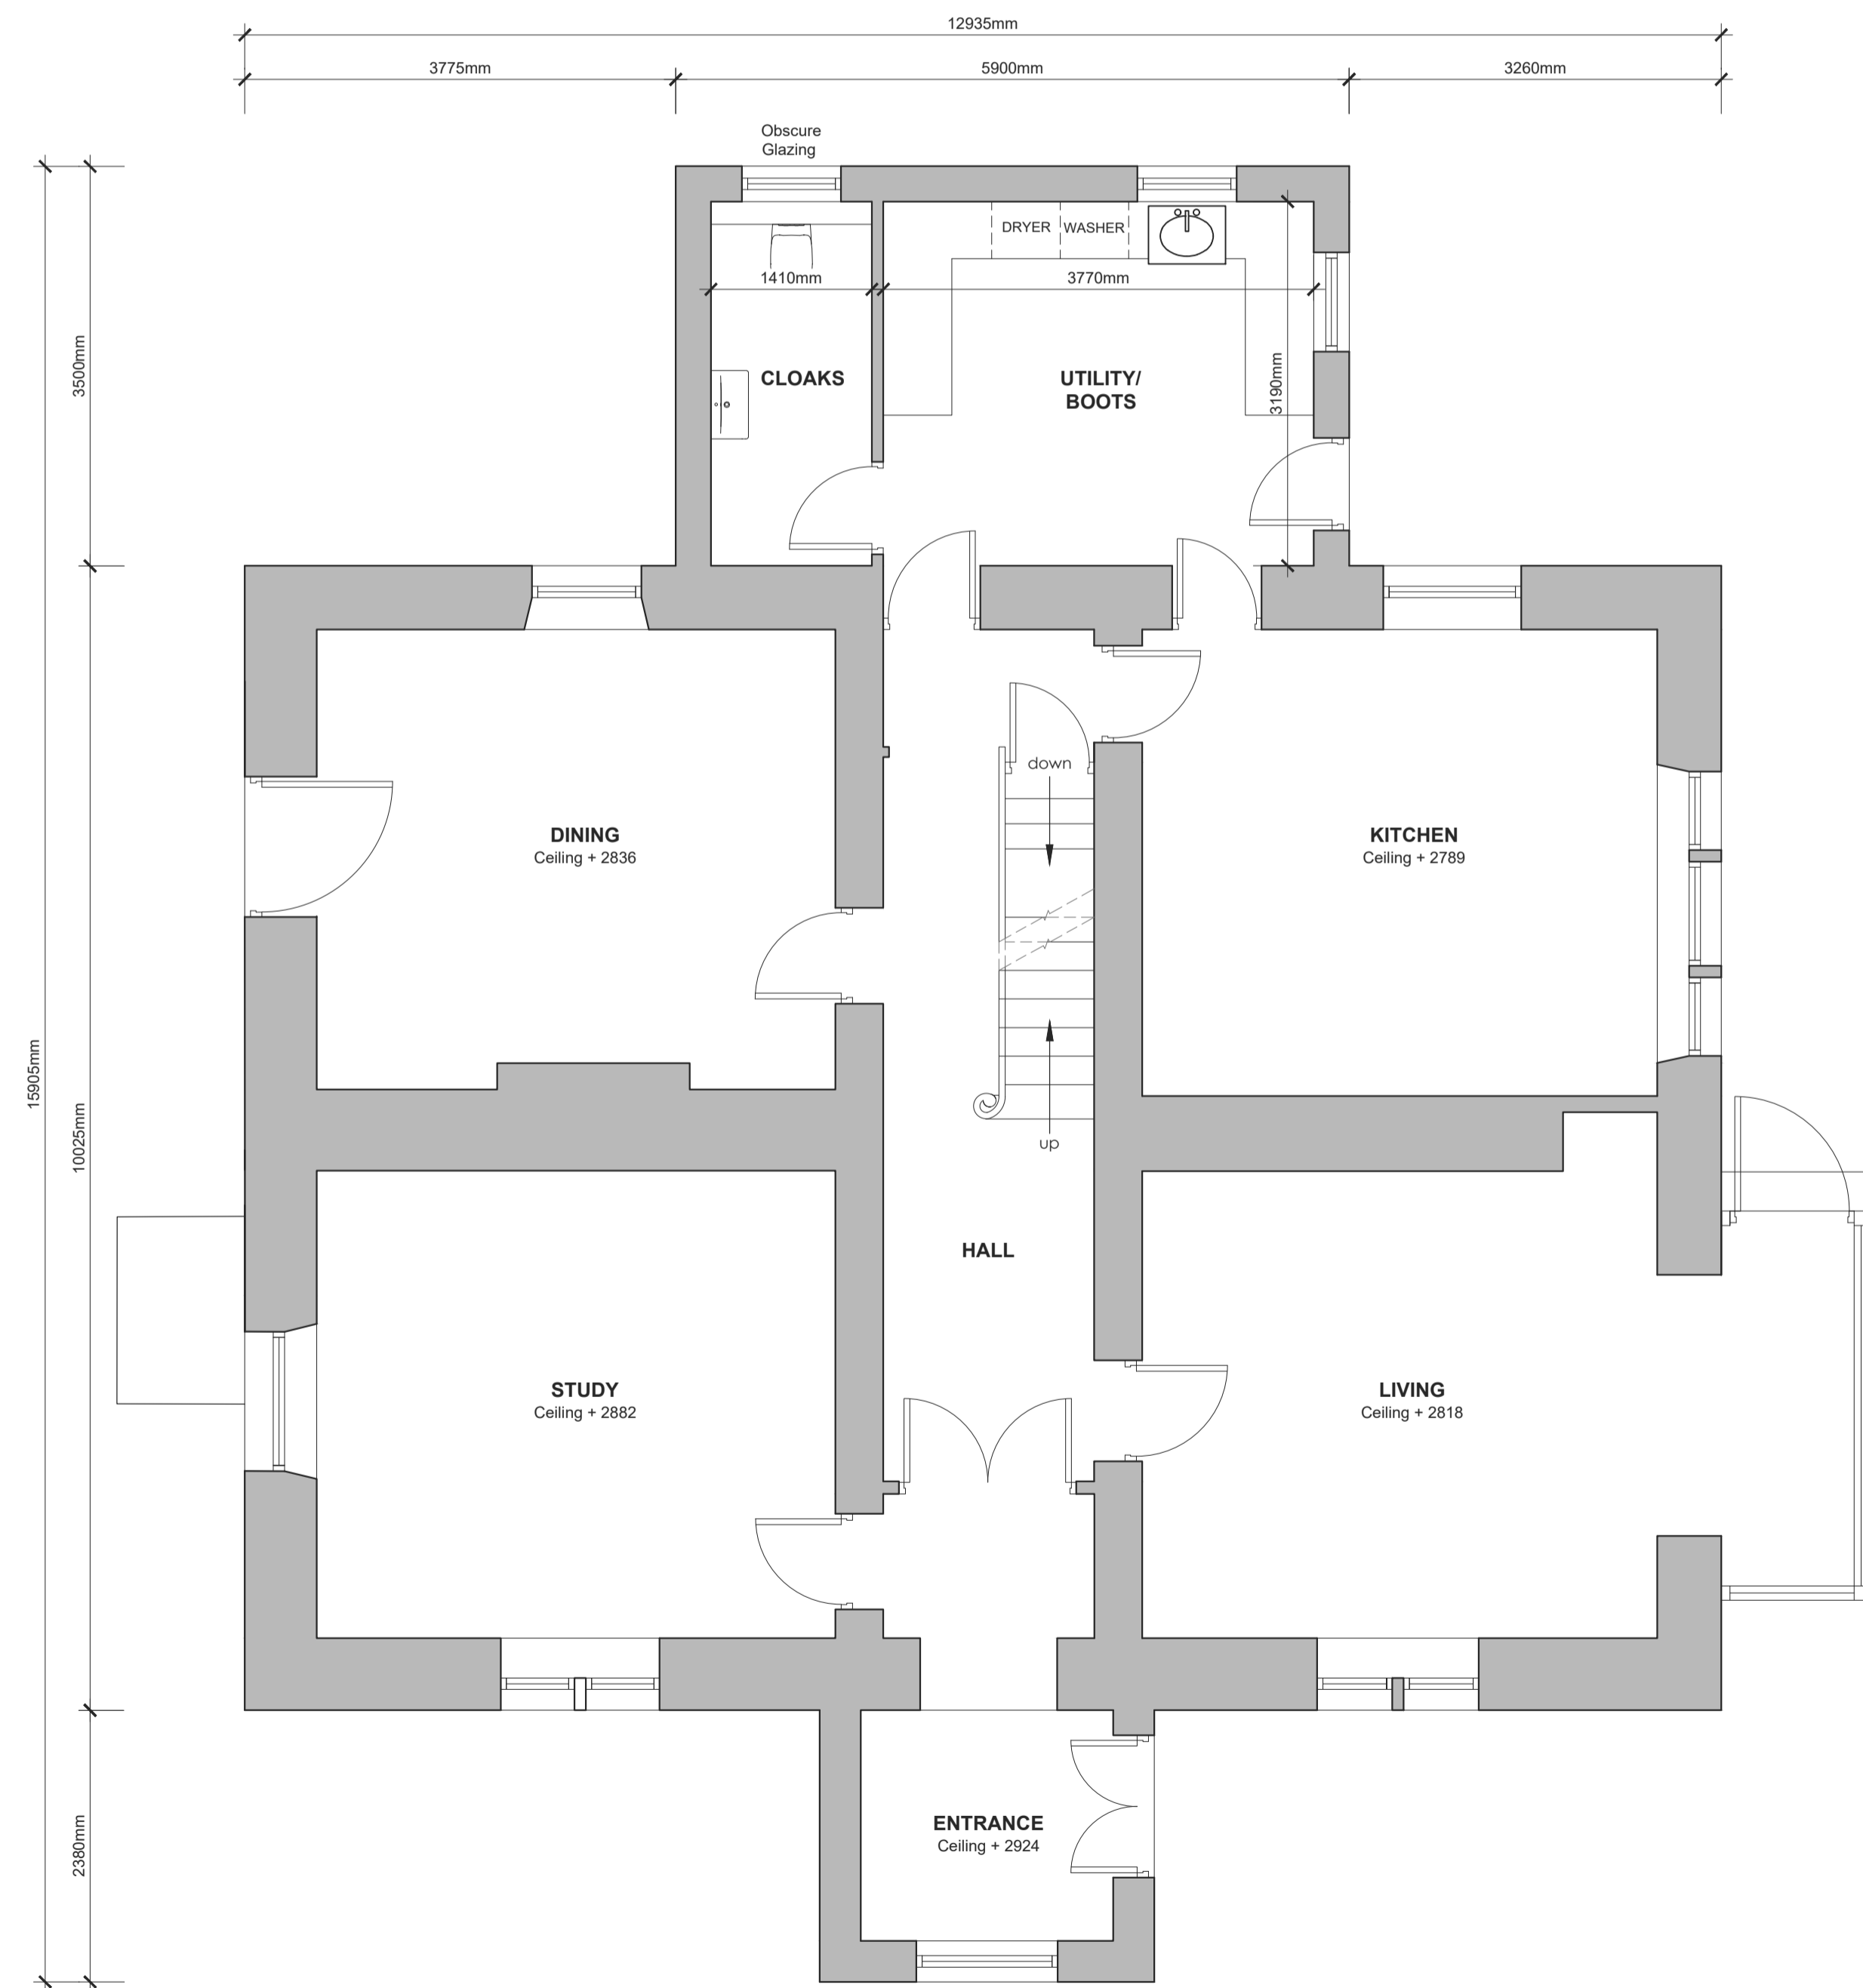 12935mm
3775mm
5900mm
3260mm
Obscure
Glazing
DRYER
WASHER
1410mm
3770mm
3500mm
3190mm
CLOAKS
UTILITY/
BOOTS
down
DINING
Ceiling + 2836
KITCHEN
Ceiling + 2789
15905mm
10025mm
up
HALL
STUDY
Ceiling + 2882
LIVING
Ceiling + 2818
ENTRANCE
Ceiling + 2924
2380mm